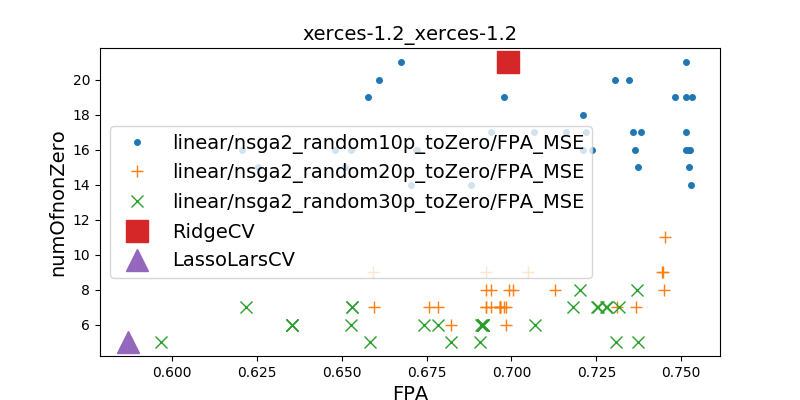 xerces-1.2_xerces-1.2
numOfnonZero
20
18
16
14
12
10
8
6
linear/nsga2_random10p_toZero/FPA_MSE
linear/nsga2_random20p_toZero/FPA_MSE
linear/nsga2_random30p_toZero/FPA_MSE
RidgeCV
LassoLarsCV
0.600 0.625 0.650 0.675 0.700 0.725 0.750
FPA